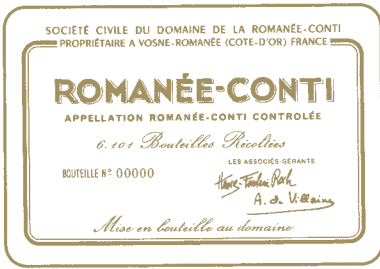 SOCIÉTÉ CIVILE DU DOMAINE DE LA ROMANÉE-CONTI
PROPRIÉTAIRE A VOSNE-ROMANÉE (COTE-D'OR) FRANCE
ROMANÉE-CONTI
APPELLATION ROMANÉE-CONTI CONTROLÉE
6.101 Bouteilles Récoltées
LES ASSOCIÉS-GÉRANTS
BOUTEILLE Nº 00000
A. de Villaine
Mise en bouteille au domaine